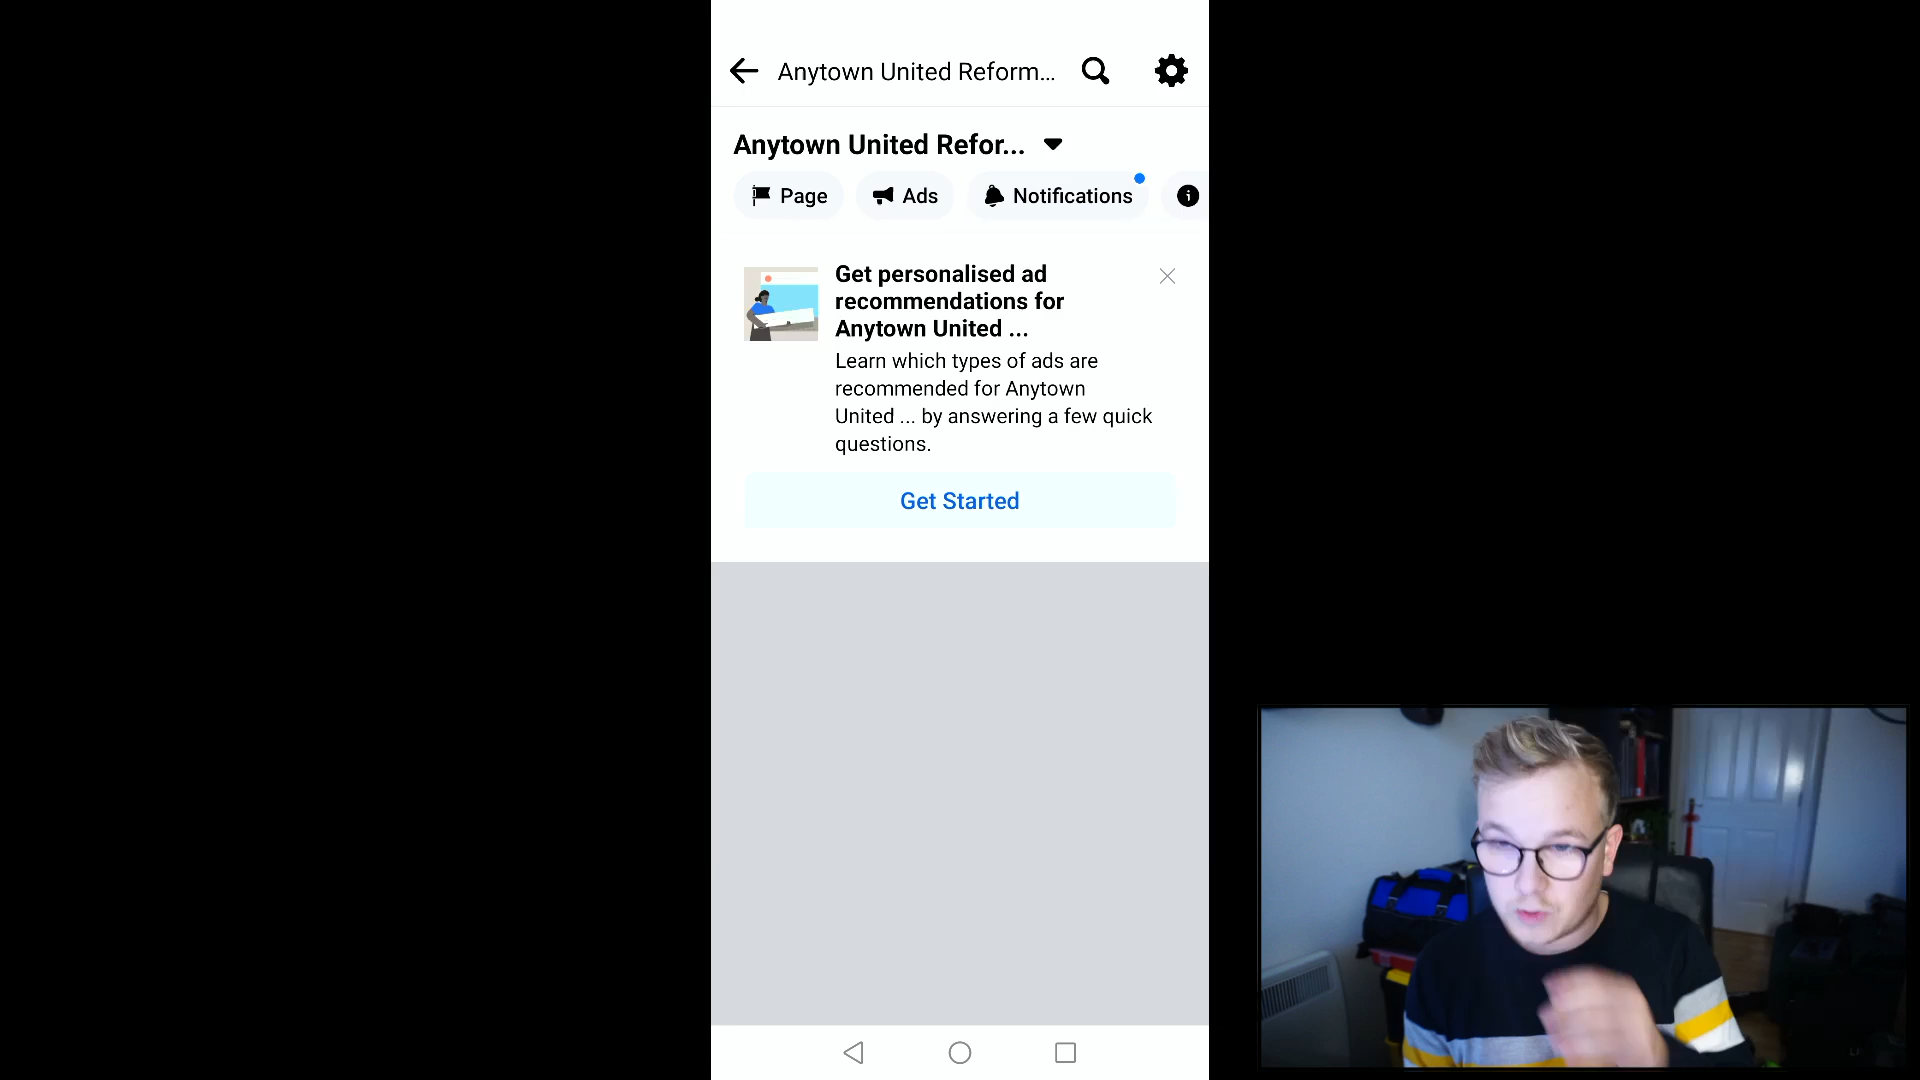 Anytown United Reform...
Anytown United Refor...
Page
Ads
Notifications
Get personalised ad
recommendations for
Anytown United ...
Learn which types of ads are
recommended for Anytown
United ... by answering a few quick
questions.
Get Started